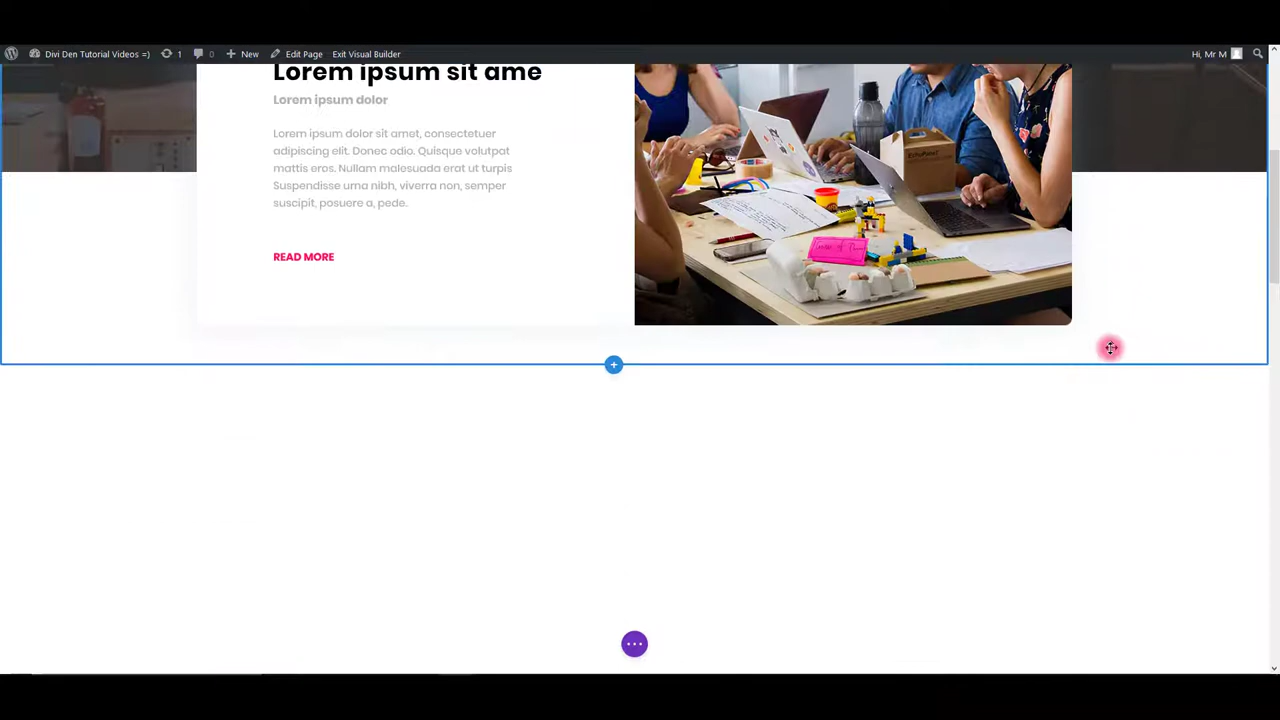 Divi Den Tutorial Videos =) 1 0 New Edit Page Exit Visual Builder Hi, Mr M
Lorem ipsum sit ame
Lorem ipsum dolor
Lorem ipsum dolor sit amet, consectetuer
adipiscing elit. Donec odio. Quisque volutpat
mattis eros. Nullam malesuada erat ut turpis
Suspendisse urna nibh, viverra non, semper
suscipit, posuere a, pede.
READ MORE